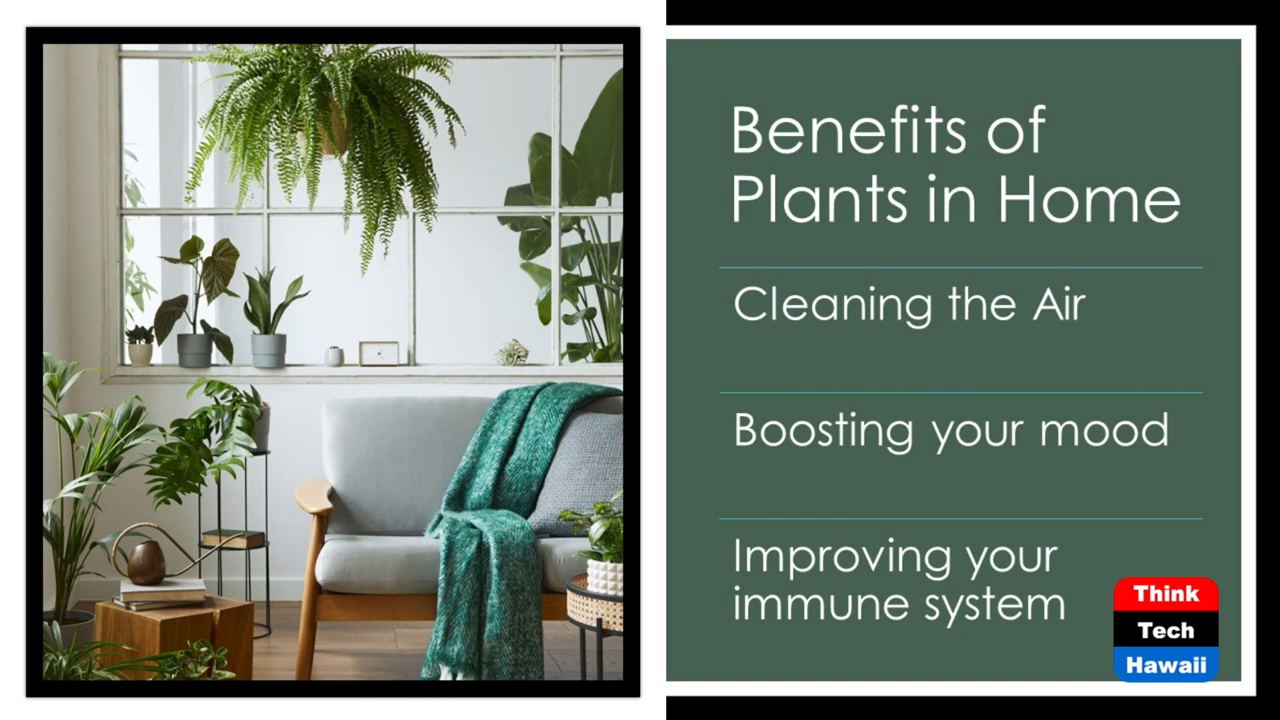 Benefits of
Plants in Home
Cleaning the Air
Boosting your mood
Improving your
immune system
Think
Tech
Hawaii